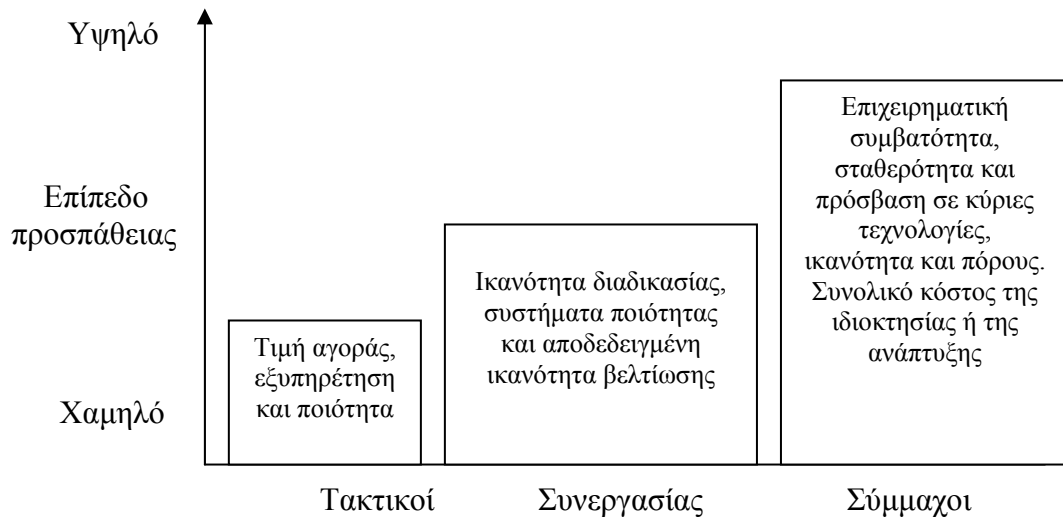 Υψηλό
Επίπεδο
προσπάθειας
Χαμηλό
Τιμή αγοράς,
εξυπηρέτηση
και ποιότητα
Ικανότητα διαδικασίας,
συστήματα ποιότητας
και αποδεδειγμένη
ικανότητα βελτίωσης
Επιχειρηματική
συμβατότητα,
σταθερότητα και
πρόσβαση σε κύριες
τεχνολογίες,
ικανότητα και πόρους.
Συνολικό κόστος της
ιδιοκτησίας ή της
ανάπτυξης
Τακτικοί
Συνεργασίας
Σύμμαχοι